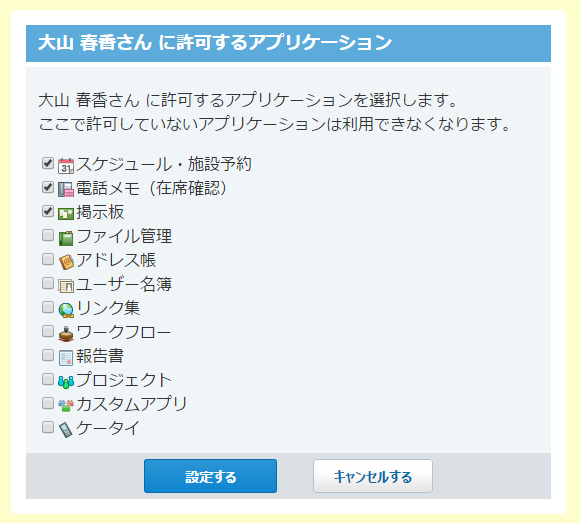 大山 春香さん に許可するアプリケーション
大山 春香さん に許可するアプリケーションを選択します。
ここで許可していないアプリケーションは利用できなくなります。
31 スケジュール・施設予約
電話メモ（在席確認）
掲示板
ファイル管理
アドレス帳
ユーザー名簿
リンク集
ワークフロー
報告書
プロジェクト
カスタムアプリ
ケータイ
設定する
キャンセルする